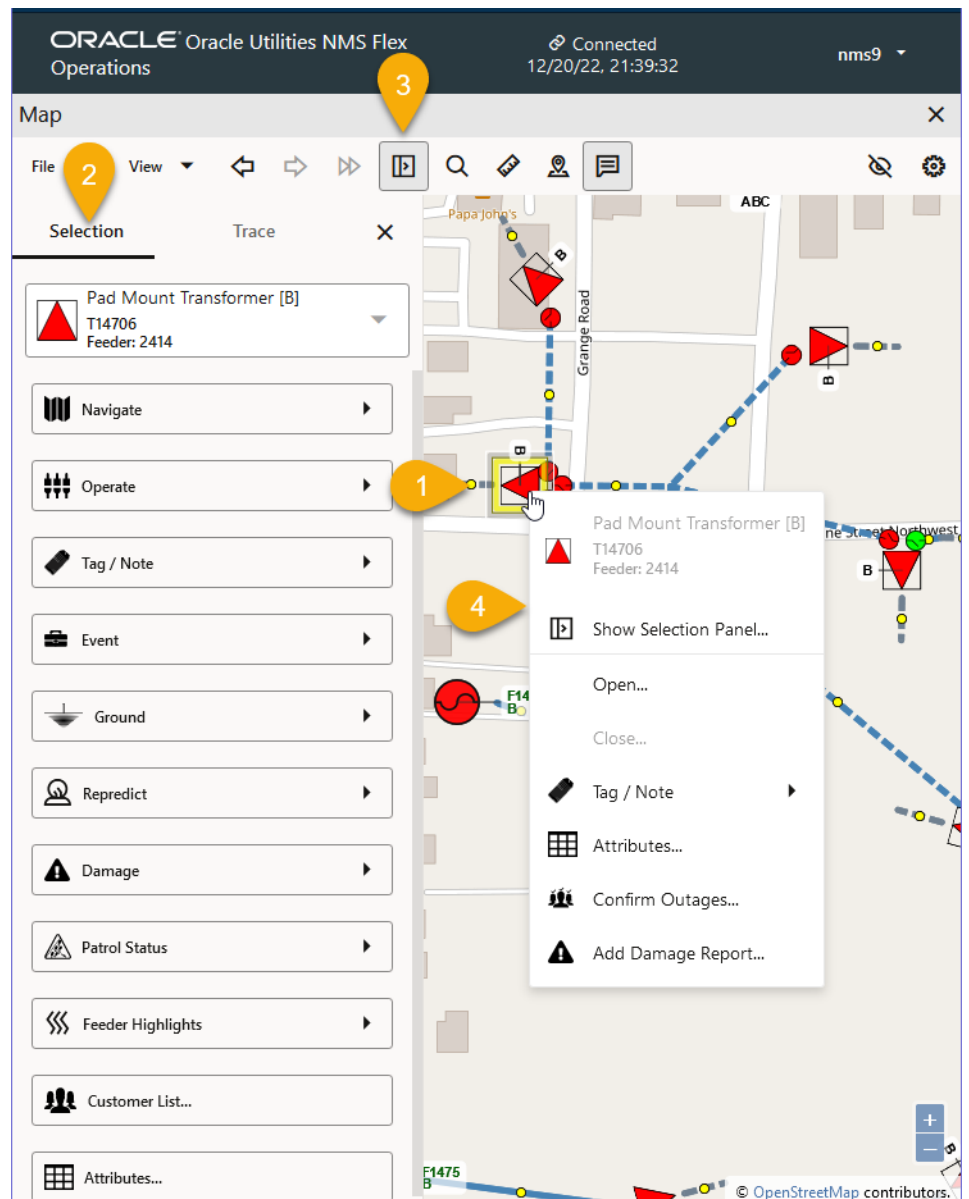 ORACLE Oracle Utilities NMS Flex
Operations
Connected
12/20/22, 21:39:32
nms9
3
Map
File
2
View
Selection
Trace
Pad Mount Transformer [B]
T14706
Feeder: 2414
Navigate
Operate
Tag / Note
Event
Ground
Repredict
Damage
Patrol Status
Feeder Highlights
Customer List...
Attributes...
Papa John's
ABC
B
Grange Road
B
B
1
ne Street Northwest
B
4
F14
B
Pad Mount Transformer [B]
T14706
Feeder: 2414
Show Selection Panel...
Open...
Close...
Tag / Note
Attributes...
Confirm Outages...
Add Damage Report...
+
−
B
F1475
B
© OpenStreetMap contributors.